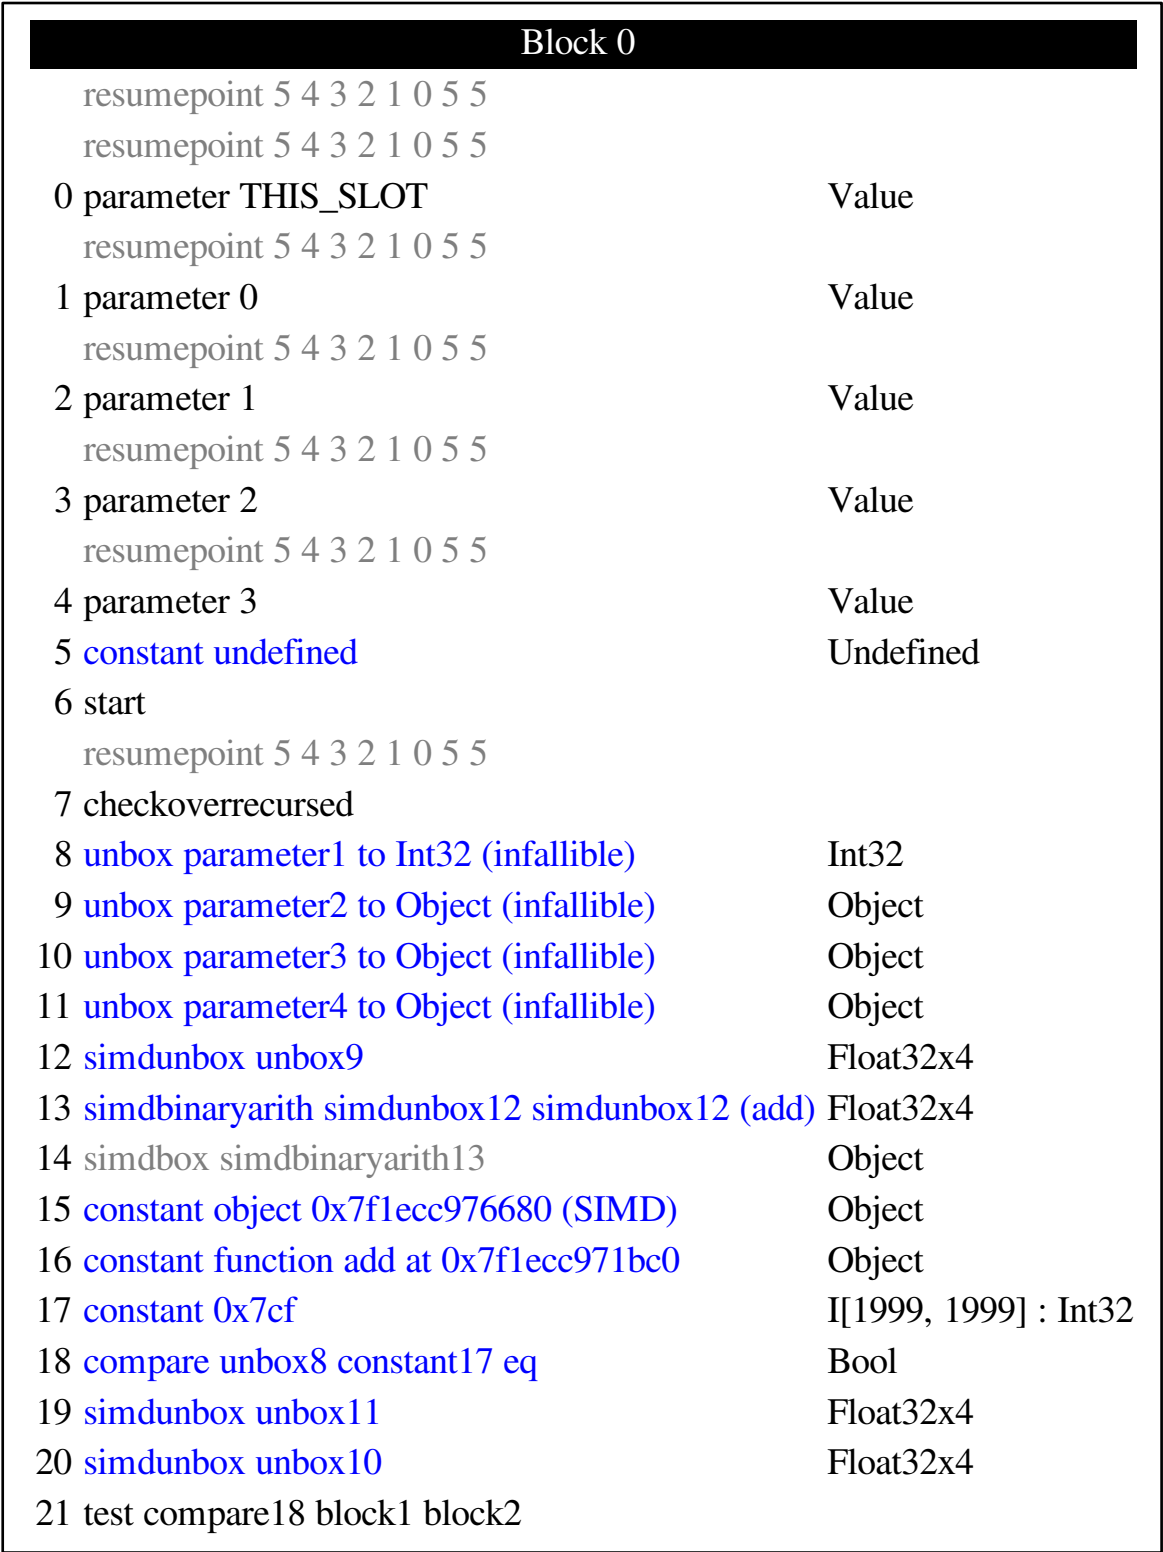 Block 0
resumepoint 5 4 3 2 1 0 5 5
resumepoint 5 4 3 2 1 0 5 5
0 parameter THIS_SLOT Value
resumepoint 5 4 3 2 1 0 5 5
1 parameter 0 Value
resumepoint 5 4 3 2 1 0 5 5
2 parameter 1 Value
resumepoint 5 4 3 2 1 0 5 5
3 parameter 2 Value
resumepoint 5 4 3 2 1 0 5 5
4 parameter 3 Value
5 constant undefined Undefined
6 start
resumepoint 5 4 3 2 1 0 5 5
7 checkoverrecursed
8 unbox parameter1 to Int32 (infallible) Int32
9 unbox parameter2 to Object (infallible) Object
10 unbox parameter3 to Object (infallible) Object
11 unbox parameter4 to Object (infallible) Object
12 simdunbox unbox9 Float32x4
13 simdbinaryarith simdunbox12 simdunbox12 (add) Float32x4
14 simdbox simdbinaryarith13 Object
15 constant object 0x7f1ecc976680 (SIMD) Object
16 constant function add at 0x7f1ecc971bc0 Object
17 constant 0x7cf I[1999, 1999] : Int32
18 compare unbox8 constant17 eq Bool
19 simdunbox unbox11 Float32x4
20 simdunbox unbox10 Float32x4
21 test compare18 block1 block2